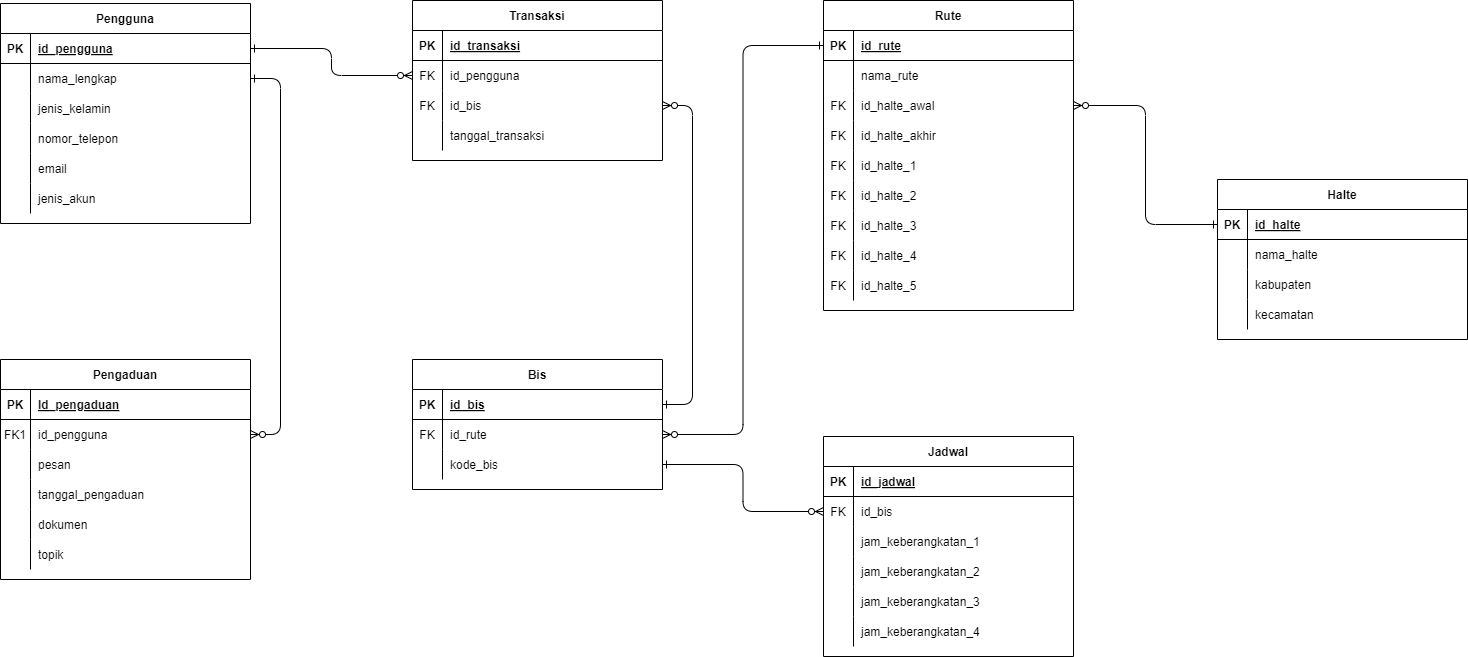 Pengguna
PK id_pengguna
nama_lengkap
jenis_kelamin
nomor_telepon
email
jenis_akun
Transaksi
PK id_transaksi
FK id_pengguna
FK id_bis
tanggal_transaksi
Rute
PK id_rute
nama_rute
FK id_halte_awal
FK id_halte_akhir
FK id_halte_1
FK id_halte_2
FK id_halte_3
FK id_halte_4
FK id_halte_5
Halte
PK id_halte
nama_halte
kabupaten
kecamatan
Pengaduan
PK Id_pengaduan
FK1 id_pengguna
pesan
tanggal_pengaduan
dokumen
topik
Bis
PK id_bis
FK id_rute
kode_bis
Jadwal
PK id_jadwal
FK id_bis
jam_keberangkatan_1
jam_keberangkatan_2
jam_keberangkatan_3
jam_keberangkatan_4